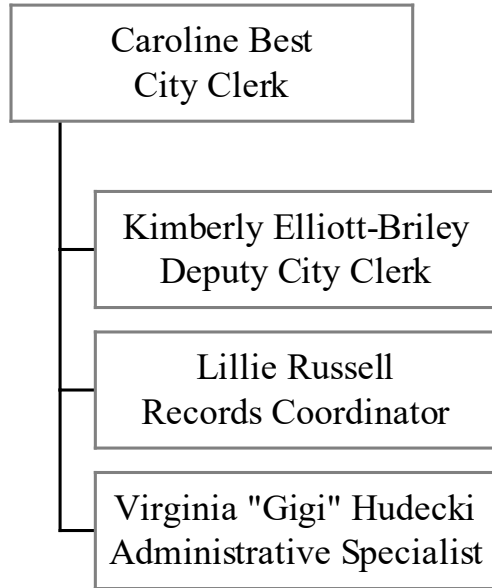 Caroline Best
City Clerk
Kimberly Elliott-Briley
Deputy City Clerk
Lillie Russell
Records Coordinator
Virginia "Gigi" Hudecki
Administrative Specialist